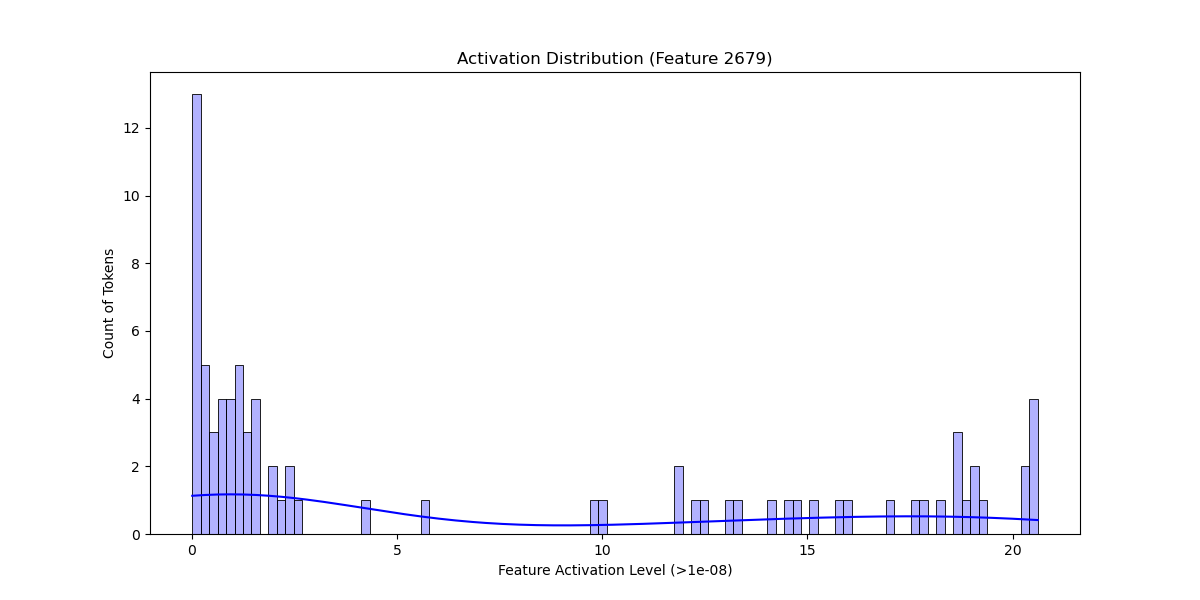 Activation Distribution (Feature 2679)
Count of Tokens
12
10
8
6
4
2
0
0 5 10 15 20
Feature Activation Level (>1e-08)